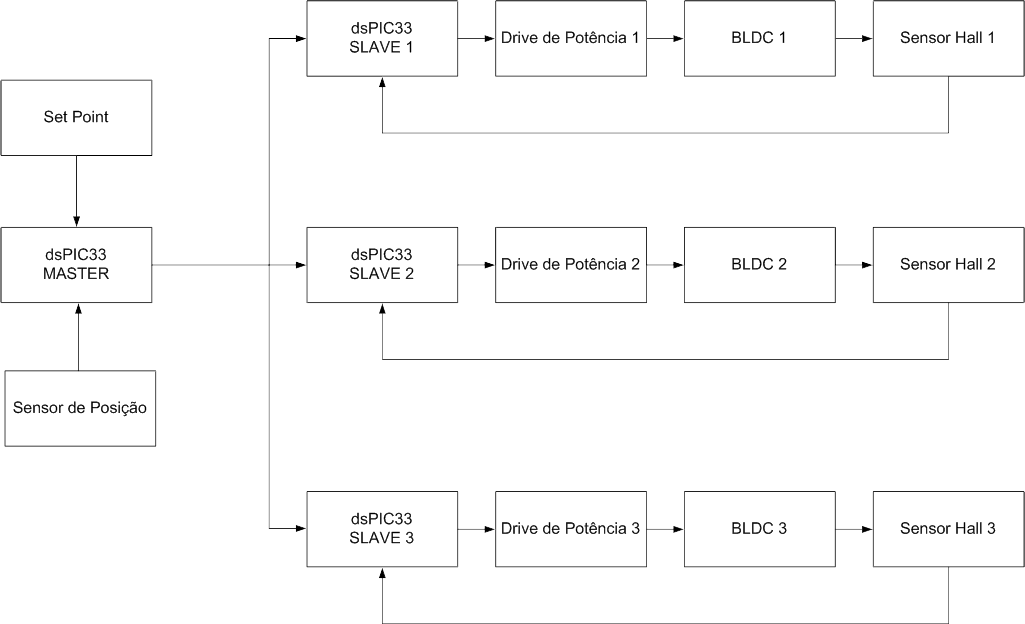 dsPIC33
SLAVE 1
Drive de Potência 1
BLDC 1
Sensor Hall 1
Set Point
dsPIC33
MASTER
dsPIC33
SLAVE 2
Drive de Potência 2
BLDC 2
Sensor Hall 2
Sensor de Posição
dsPIC33
SLAVE 3
Drive de Potência 3
BLDC 3
Sensor Hall 3